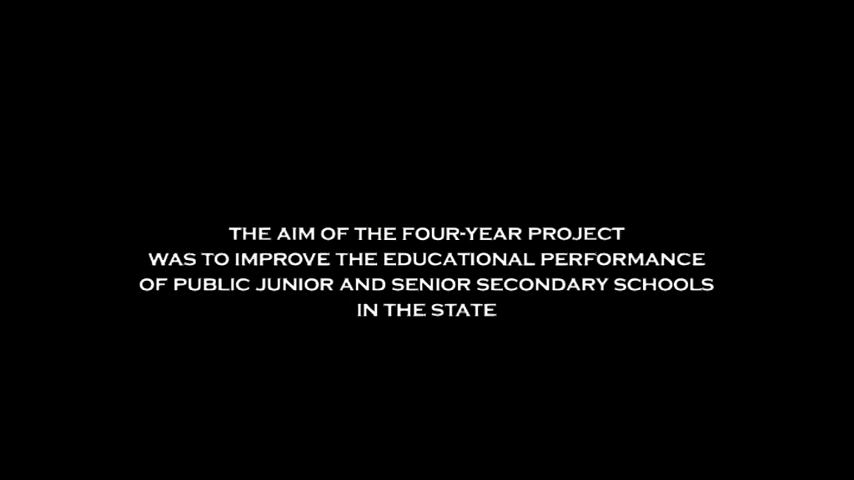 THE AIM OF THE FOUR-YEAR PROJECT
WAS TO IMPROVE THE EDUCATIONAL PERFORMANCE
OF PUBLIC JUNIOR AND SENIOR SECONDARY SCHOOLS
IN THE STATE